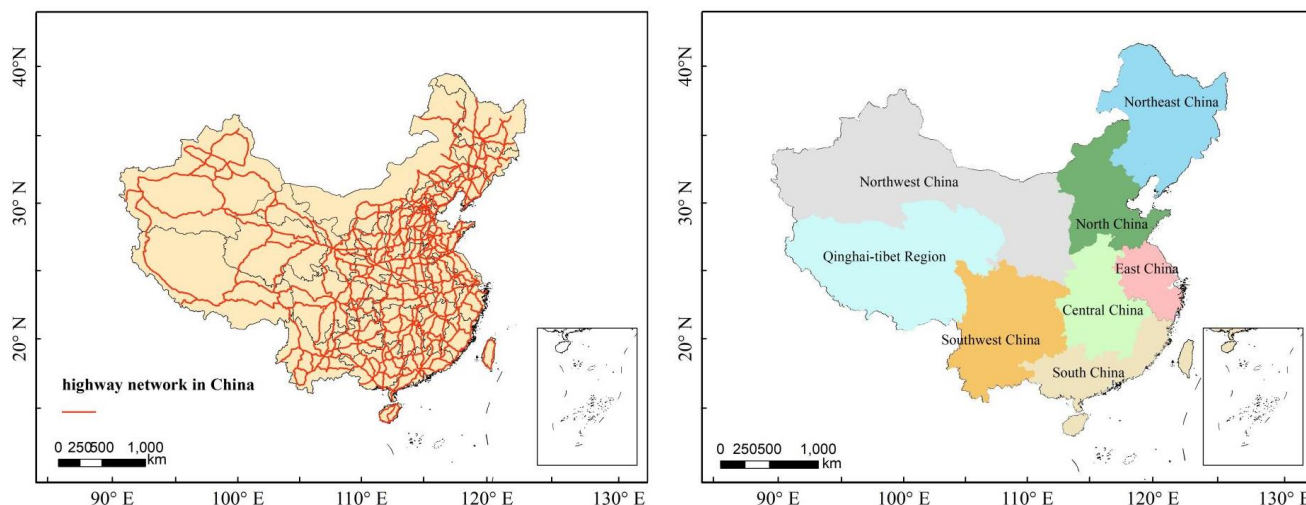 40°N
30°N
20°N
highway network in China
0 250500 1,000
km
90° E 100° E 110° E 120° E 130° E
40°N
30°N
20°N
Northeast China
Northwest China
North China
Qinghai-tibet Region
East China
Central China
Southwest China
South China
0 250500 1,000
km
90° E 100° E 110° E 120° E 130° E